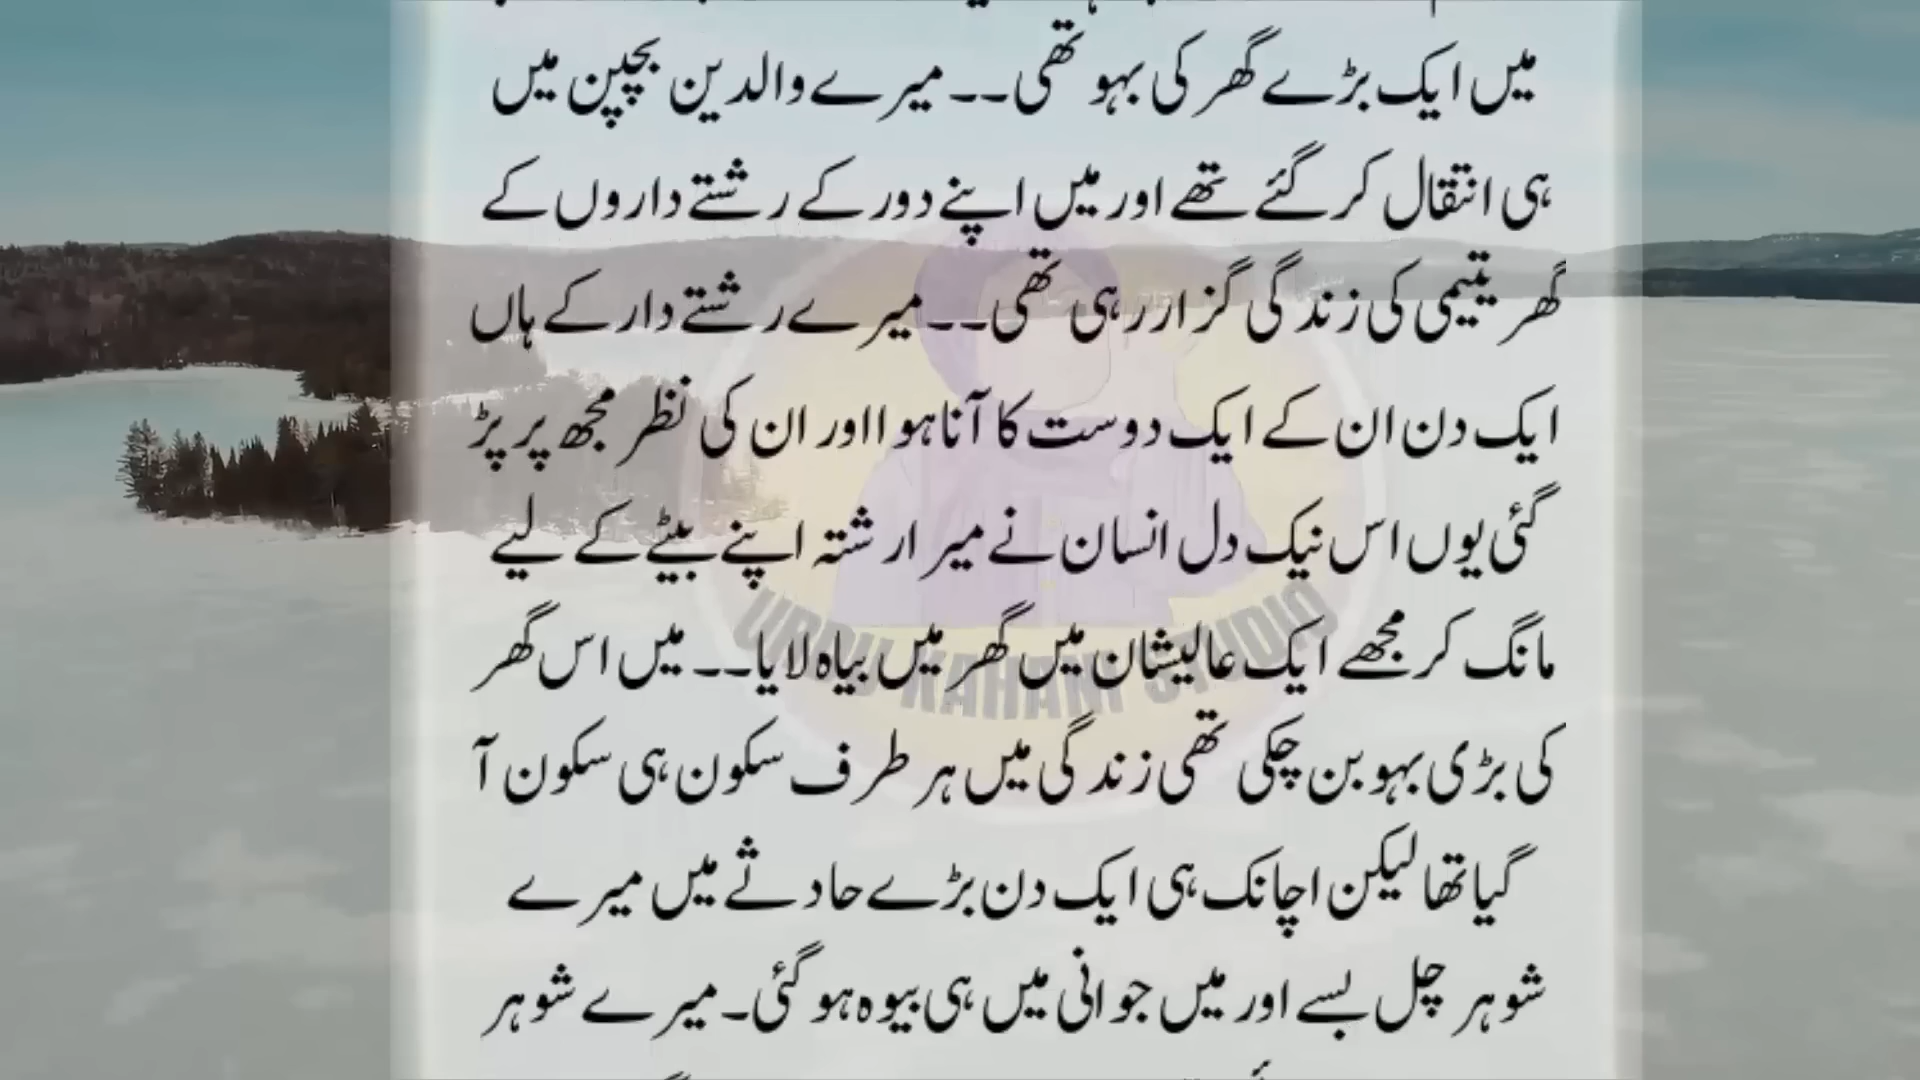 میں ایک بڑے گھر کی بہو تھی۔۔ میرے والدین بچپن میں
ہی انتقال کر گئے تھے اور میں اپنے دور کے رشتے داروں کے
گھر یتیمی کی زندگی گزار رہی تھی۔۔ میرے رشتے دار کے ہاں
ایک دن ان کے ایک دوست کا آنا ہوا اور ان کی نظر مجھ پر پڑ
گئی یوں اس نیک دل انسان نے میرا رشتہ اپنے بیٹے کے لیے
مانگ کر مجھے ایک عالیشان میں گھر میں بیاہ لایا۔۔ میں اس گھر
کی بڑی بہو بن چکی تھی زندگی میں ہر طرف سکون ہی سکون آ
گیا تھا لیکن اچانک ہی ایک دن بڑے حادثے میں میرے
شوہر چل بسے اور میں جوانی میں ہی بیوہ ہو گئی۔ میرے شوہر
URDU KAHANI STUDIO